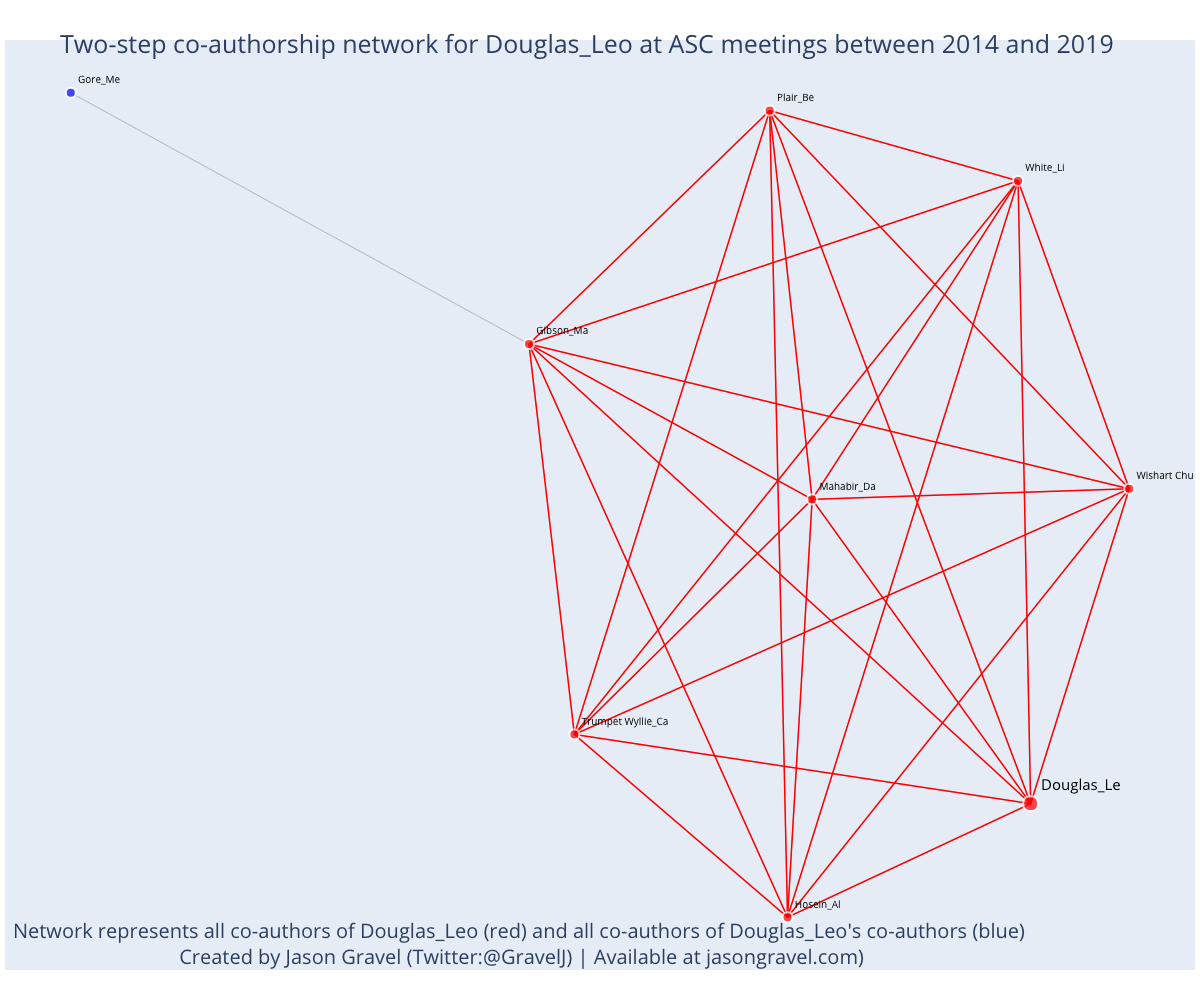 Two-step co-authorship network for Douglas_Leo at ASC meetings between 2014 and 2019
Gore_Me
Plair_Be
White_Li
Gibson_Ma
Wishart Chu
Mahabir_Da
Trumpet Wyllie_Ca
Douglas_Le
Hosein_Al
Network represents all co-authors of Douglas_Leo (red) and all co-authors of Douglas_Leo's co-authors (blue)
Created by Jason Gravel (Twitter:@GravelJ) | Available at jasongravel.com)